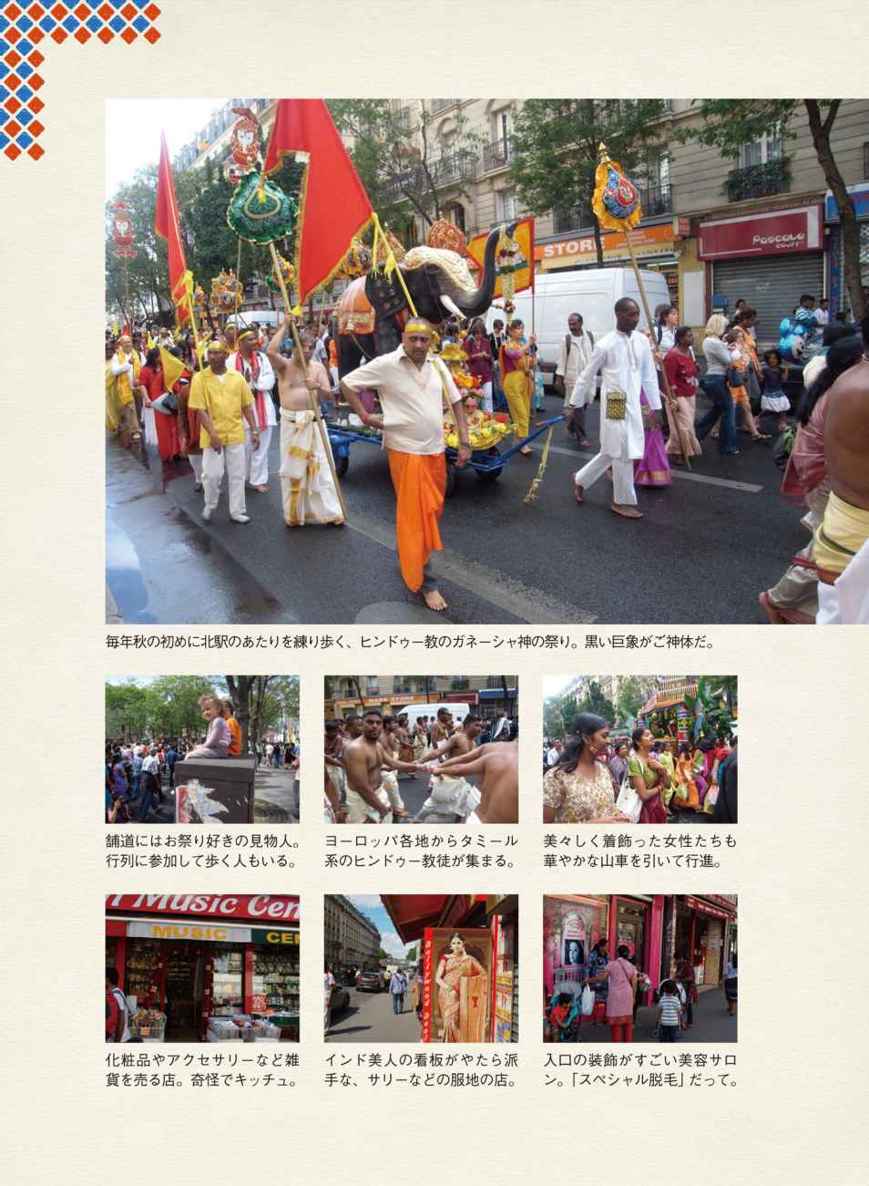 STOR
PascaLe
毎年秋の初めに北駅のあたりを練り歩く、ヒンドゥー教のガネーシャ神の祭り。黒い巨象がご神体だ。
舗道にはお祭り好きの見物人。
行列に参加して歩く人もいる。
ヨーロッパ各地からタミール
系のヒンドゥー教徒が集まる。
美々しく着飾った女性たちも
華やかな山車を引いて行進。
Music Cen
MUSIC
CEN
化粧品やアクセサリーなど雑
貨を売る店。奇怪でキッチュ。
インド美人の看板がやたら派
手な、サリーなどの服地の店。
入口の装飾がすごい美容サロ
ン。「スペシャル脱毛」だって。